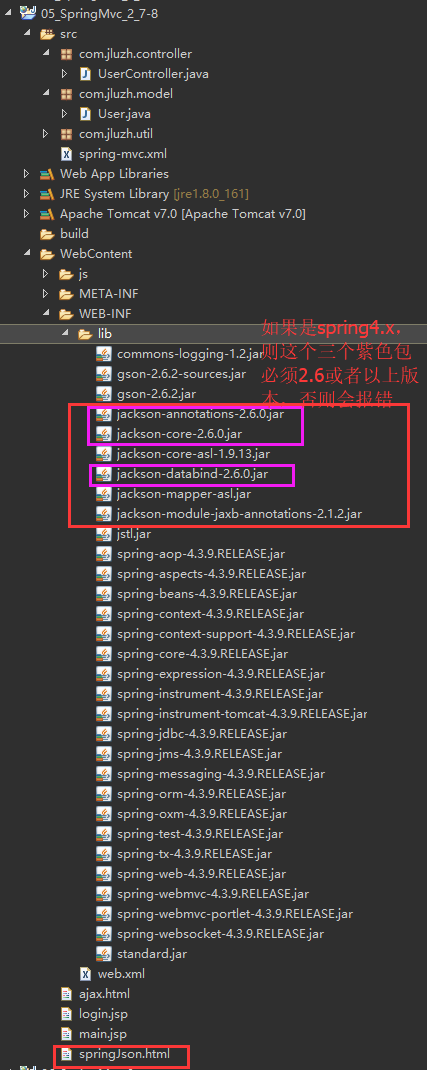 05_SpringMvc_2_7-8
src
com.jluzh.controller
UserController.java
com.jluzh.model
User.java
com.jluzh.util
spring-mvc.xml
Web App Libraries
JRE System Library [jre1.8.0_161]
Apache Tomcat v7.0 [Apache Tomcat v7.0]
build
WebContent
js
META-INF
WEB-INF
lib
如果是spring4.x,
则这个三个紫色包
必须2.6或者以上版
本,否则会报错
commons-logging-1.2.jar
gson-2.6.2-sources.jar
gson-2.6.2.jar
jackson-annotations-2.6.0.jar
jackson-core-2.6.0.jar
jackson-core-asl-1.9.13.jar
jackson-databind-2.6.0.jar
jackson-mapper-asl.jar
jackson-module-jaxb-annotations-2.1.2.jar
jstl.jar
spring-aop-4.3.9.RELEASE.jar
spring-aspects-4.3.9.RELEASE.jar
spring-beans-4.3.9.RELEASE.jar
spring-context-4.3.9.RELEASE.jar
spring-context-support-4.3.9.RELEASE.jar
spring-core-4.3.9.RELEASE.jar
spring-expression-4.3.9.RELEASE.jar
spring-instrument-4.3.9.RELEASE.jar
spring-instrument-tomcat-4.3.9.RELEASE.jar
spring-jdbc-4.3.9.RELEASE.jar
spring-jms-4.3.9.RELEASE.jar
spring-messaging-4.3.9.RELEASE.jar
spring-orm-4.3.9.RELEASE.jar
spring-oxm-4.3.9.RELEASE.jar
spring-test-4.3.9.RELEASE.jar
spring-tx-4.3.9.RELEASE.jar
spring-web-4.3.9.RELEASE.jar
spring-webmvc-4.3.9.RELEASE.jar
spring-webmvc-portlet-4.3.9.RELEASE.jar
spring-websocket-4.3.9.RELEASE.jar
standard.jar
web.xml
ajax.html
login.jsp
main.jsp
springJson.html